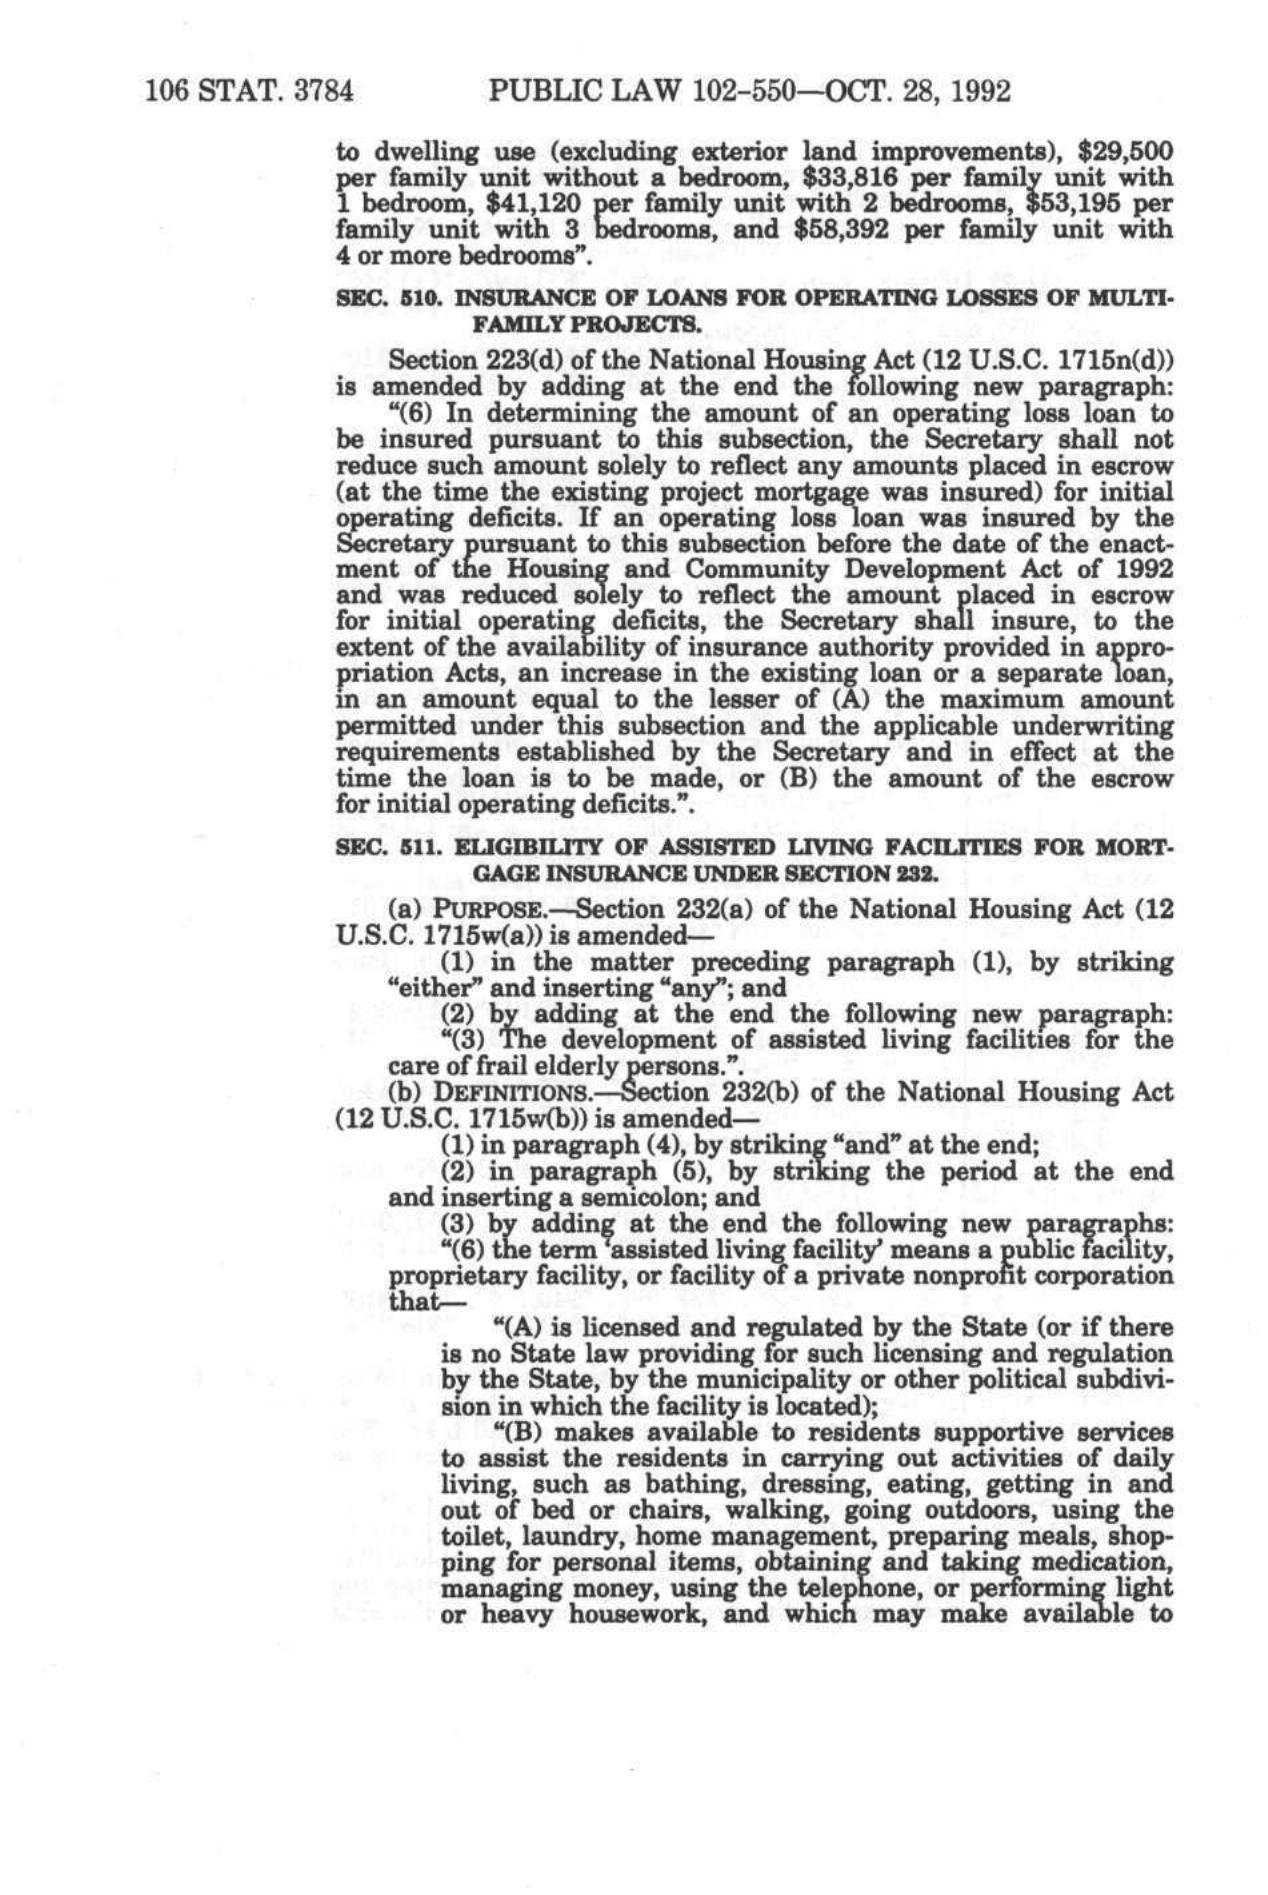 106 STAT. 3784 PUBLIC LAW 102–550—OCT. 28, 1992
to dwelling use (excluding exterior land improvements), $29,500
per family unit without a bedroom, $33,816 per family unit with
1 bedroom, $41,120 per family unit with 2 bedrooms, $53,195 per
family unit with 3 bedrooms, and $58,392 per family unit with
4 or more bedrooms”.
SEC. 510. INSURANCE OF LOANS FOR OPERATING LOSSES OF MULTI-
FAMILY PROJECTS.
Section 223(d) of the National Housing Act (12 U.S.C. 1715n(d))
is amended by adding at the end the following new paragraph:
“(6) In determining the amount of an operating loss loan to
be insured pursuant to this subsection, the Secretary shall not
reduce such amount solely to reflect any amounts placed in escrow
(at the time the existing project mortgage was insured) for initial
operating deficits. If an operating loss loan was insured by the
Secretary pursuant to this subsection before the date of the enact-
ment of the Housing and Community Development Act of 1992
and was reduced solely to reflect the amount placed in escrow
for initial operating deficits, the Secretary shall insure, to the
extent of the availability of insurance authority provided in appro-
priation Acts, an increase in the existing loan or a separate loan,
in an amount equal to the lesser of (A) the maximum amount
permitted under this subsection and the applicable underwriting
requirements established by the Secretary and in effect at the
time the loan is to be made, or (B) the amount of the escrow
for initial operating deficits.”.
SEC. 511. ELIGIBILITY OF ASSISTED LIVING FACILITIES FOR MORT-
GAGE INSURANCE UNDER SECTION 232.
(a) PURPOSE.—Section 232(a) of the National Housing Act (12
U.S.C. 1715w(a)) is amended—
(1) in the matter preceding paragraph (1), by striking
“either” and inserting “any”; and
(2) by adding at the end the following new paragraph:
“(3) The development of assisted living facilities for the
care of frail elderly persons.”.
(b) DEFINITIONS.—Section 232(b) of the National Housing Act
(12 U.S.C. 1715w(b)) is amended—
(1) in paragraph (4), by striking “and” at the end;
(2) in paragraph (5), by striking the period at the end
and inserting a semicolon; and
(3) by adding at the end the following new paragraphs:
“(6) the term ‘assisted living facility’ means a public facility,
proprietary facility, or facility of a private nonprofit corporation
that—
“(A) is licensed and regulated by the State (or if there
is no State law providing for such licensing and regulation
by the State, by the municipality or other political subdivi-
sion in which the facility is located);
“(B) makes available to residents supportive services
to assist the residents in carrying out activities of daily
living, such as bathing, dressing, eating, getting in and
out of bed or chairs, walking, going outdoors, using the
toilet, laundry, home management, preparing meals, shop-
ping for personal items, obtaining and taking medication,
managing money, using the telephone, or performing light
or heavy housework, and which may make available to